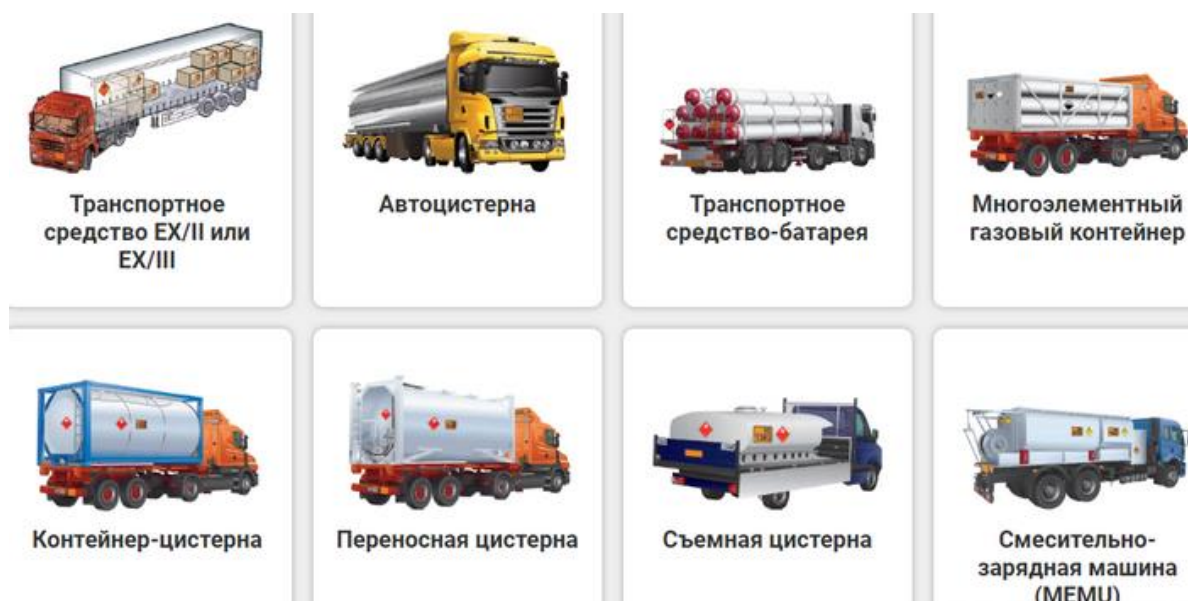 Транспортное
средство EX/II или
EX/III
Автоцистерна
Транспортное
средство-батарея
Многоэлементный
газовый контейнер
Контейнер-цистерна
Переносная цистерна
Съемная цистерна
Смесительно-
зарядная машина
(MEMU)